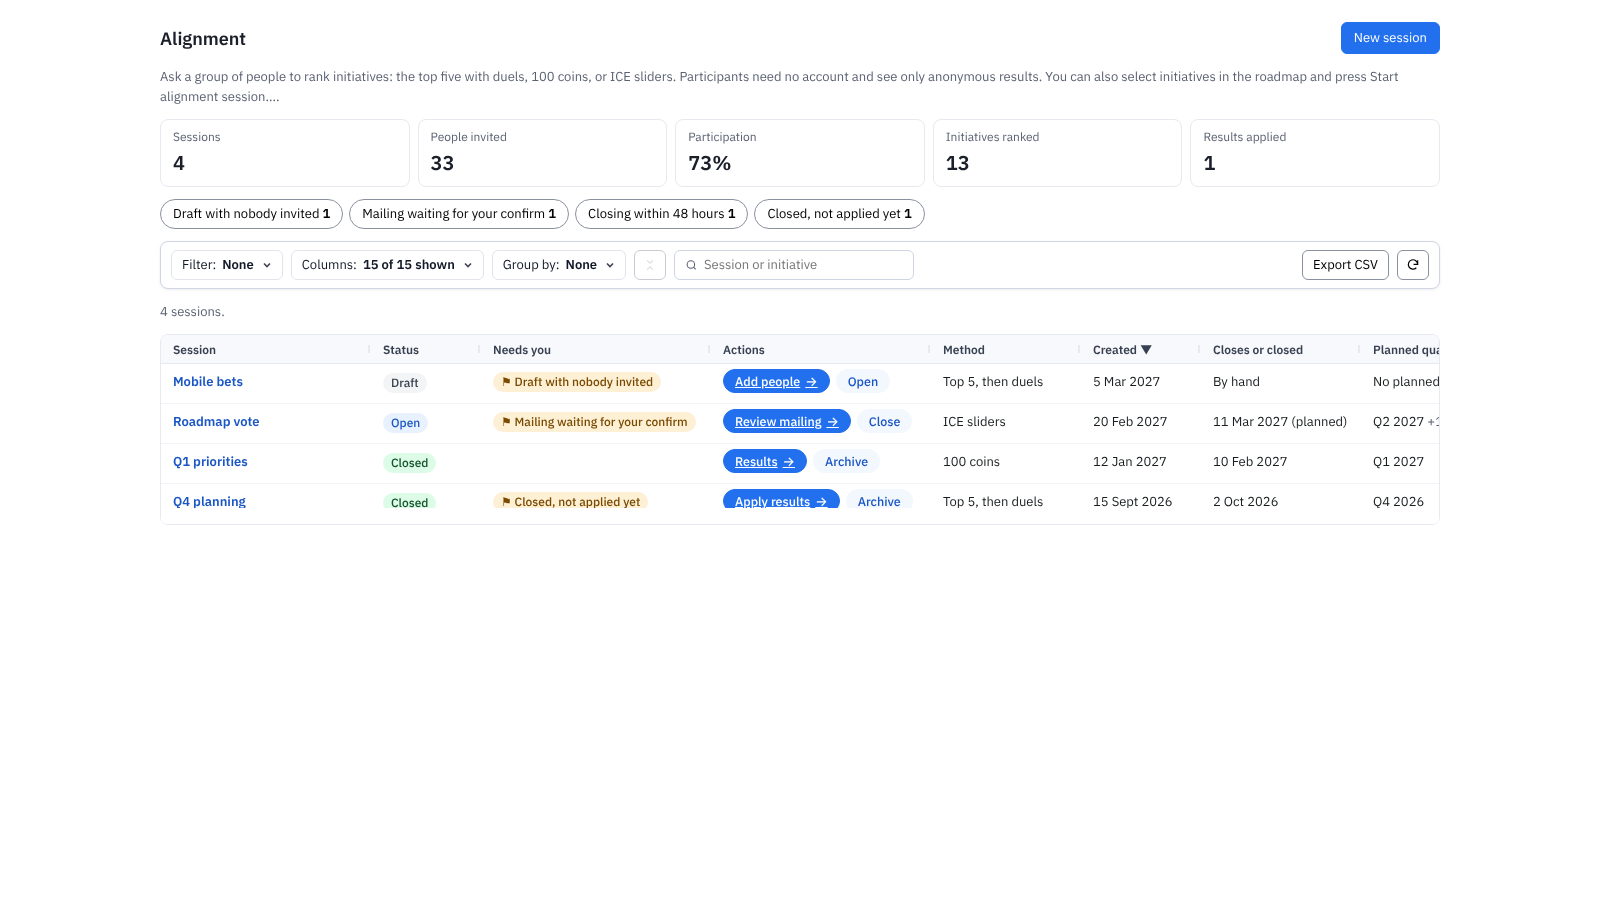 Alignment
New session
Ask a group of people to rank initiatives: the top five with duels, 100 coins, or ICE sliders. Participants need no account and see only anonymous results. You can also select initiatives in the roadmap and press Start
alignment session....
Sessions
4
People invited
33
Participation
73%
Initiatives ranked
13
Results applied
1
Draft with nobody invited 1
Mailing waiting for your confirm 1
Closing within 48 hours 1
Closed, not applied yet 1
Filter: None
Columns: 15 of 15 shown
Group by: None
Session or initiative
Export CSV
4 sessions.
Session Status Needs you Actions Method Created ▼ Closes or closed Planned qua
Mobile bets Draft ⚑ Draft with nobody invited Add people → Open Top 5, then duels 5 Mar 2027 By hand No planned
Roadmap vote Open ⚑ Mailing waiting for your confirm Review mailing → Close ICE sliders 20 Feb 2027 11 Mar 2027 (planned) Q2 2027 +1
Q1 priorities Closed Results → Archive 100 coins 12 Jan 2027 10 Feb 2027 Q1 2027
Q4 planning Closed ⚑ Closed, not applied yet Apply results → Archive Top 5, then duels 15 Sept 2026 2 Oct 2026 Q4 2026